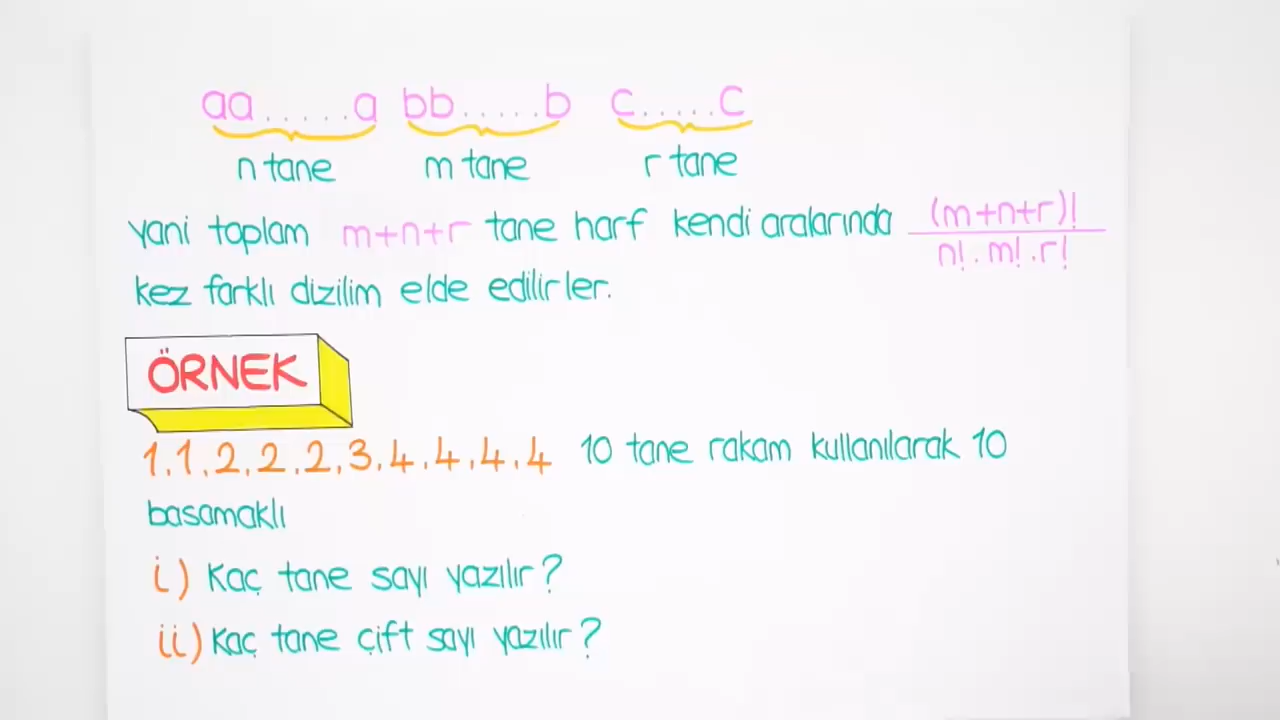 aa.....a bb.....b c.....c
n tane m tane r tane
yani toplam m+n+r tane harf kendi aralarında (m+n+r)! / n!.m!.r!
kez farklı dizilim elde edilirler.
ÖRNEK
1,1,2,2,2,3,4,4,4,4 10 tane rakam kullanılarak 10
basamaklı
i) Kaç tane sayı yazılır?
ii) Kaç tane çift sayı yazılır?